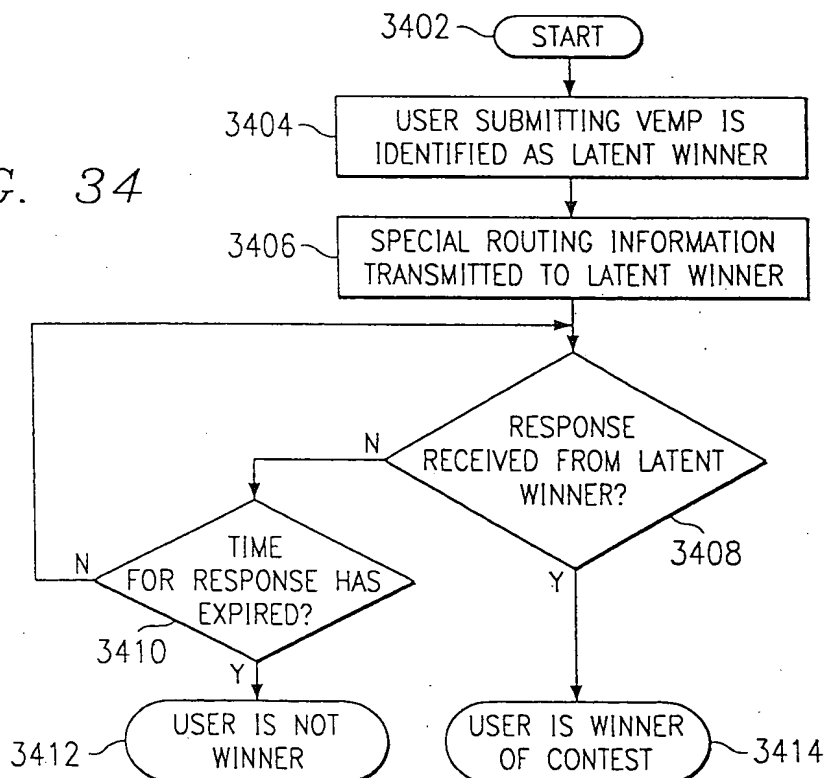 3402
START
3404
USER SUBMITTING VEMP IS
IDENTIFIED AS LATENT WINNER
G. 34
3406
SPECIAL ROUTING INFORMATION
TRANSMITTED TO LATENT WINNER
N
RESPONSE
RECEIVED FROM LATENT
WINNER?
3408
N
TIME
FOR RESPONSE HAS
EXPIRED?
3410
Y
Y
3412
USER IS NOT
WINNER
USER IS WINNER
OF CONTEST
3414